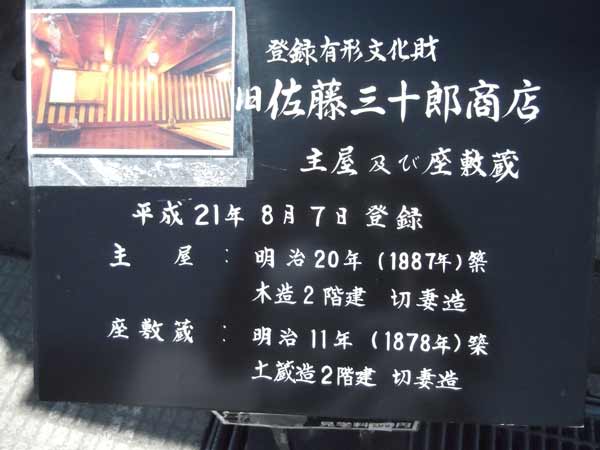 登録有形文化財
旧佐藤三十郎商店
主屋及び座敷蔵
平成21年8月7日登録
主屋：明治20年(1887年)築
木造2階建 切妻造
座敷蔵：明治11年(1878年)築
土蔵造2階建 切妻造